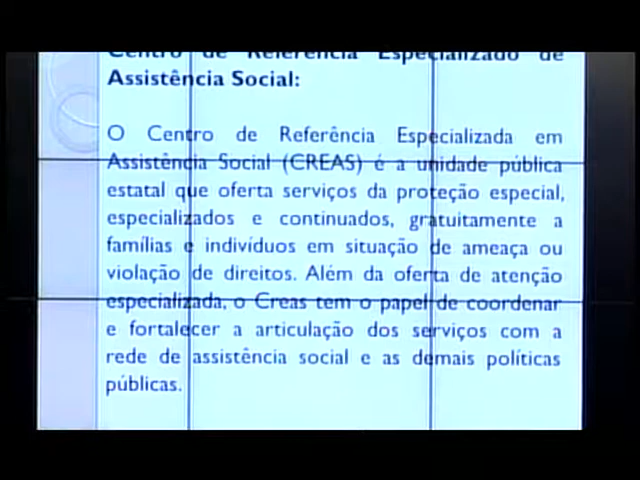 Centro de Referência Especializado de
Assistência Social:
O Centro de Referência Especializada em
Assistência Social (CREAS) é a unidade pública
estatal que oferta serviços da proteção especial,
especializados e continuados, gratuitamente a
famílias e indivíduos em situação de ameaça ou
violação de direitos. Além da oferta de atenção
especializada, o Creas tem o papel de coordenar
e fortalecer a articulação dos serviços com a
rede de assistência social e as demais políticas
públicas.